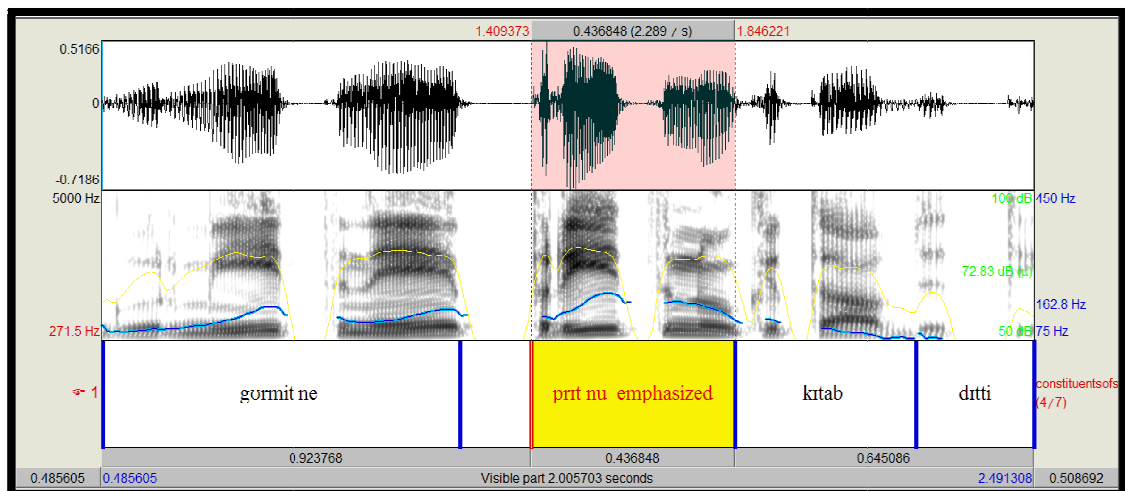 1.409373 0.436848 (2.289 / s) 1.846221
0.5166
0
-0.7186
5000 Hz 100 dB 450 Hz
72.83 dB (µ)
162.8 Hz
271.5 Hz 50 dB 75 Hz
1 gʊrmit ne prɪt nu emphasized kɪtab dɪtti constituentsofs
(4/7)
0.923768 0.436848 0.645086
0.485605 0.485605 Visible part 2.005703 seconds 2.491308 0.508692